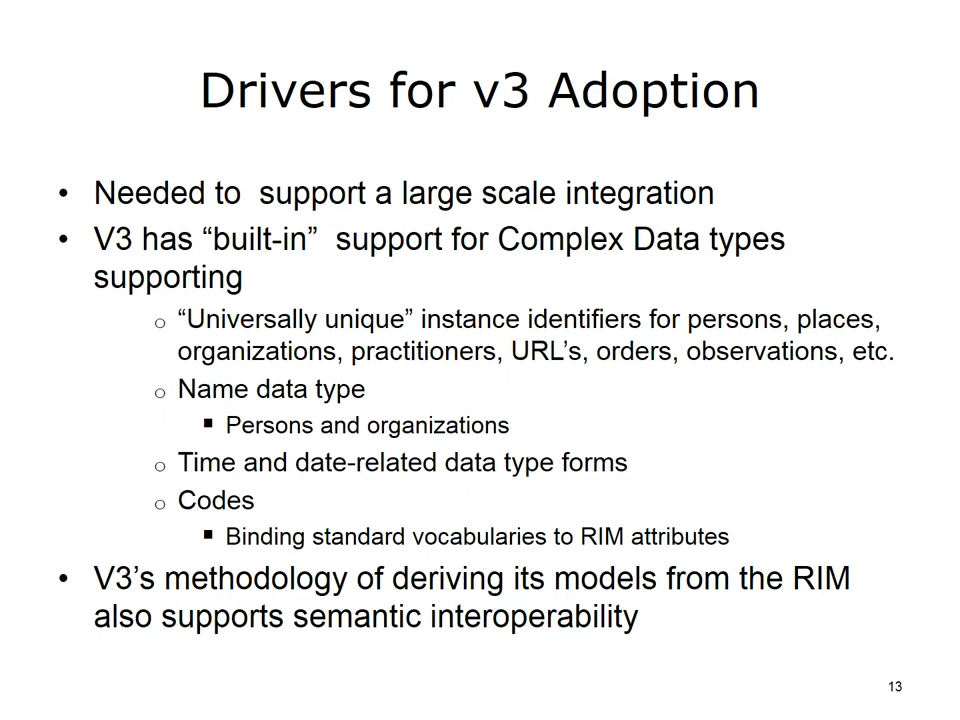 Drivers for v3 Adoption
• Needed to  support a large scale integration
• V3 has “built-in”  support for Complex Data types
supporting
o “Universally unique” instance identifiers for persons, places,
organizations, practitioners, URL’s, orders, observations, etc.
o Name data type
▪ Persons and organizations
o Time and date-related data type forms
o Codes
▪ Binding standard vocabularies to RIM attributes
• V3’s methodology of deriving its models from the RIM
also supports semantic interoperability
13